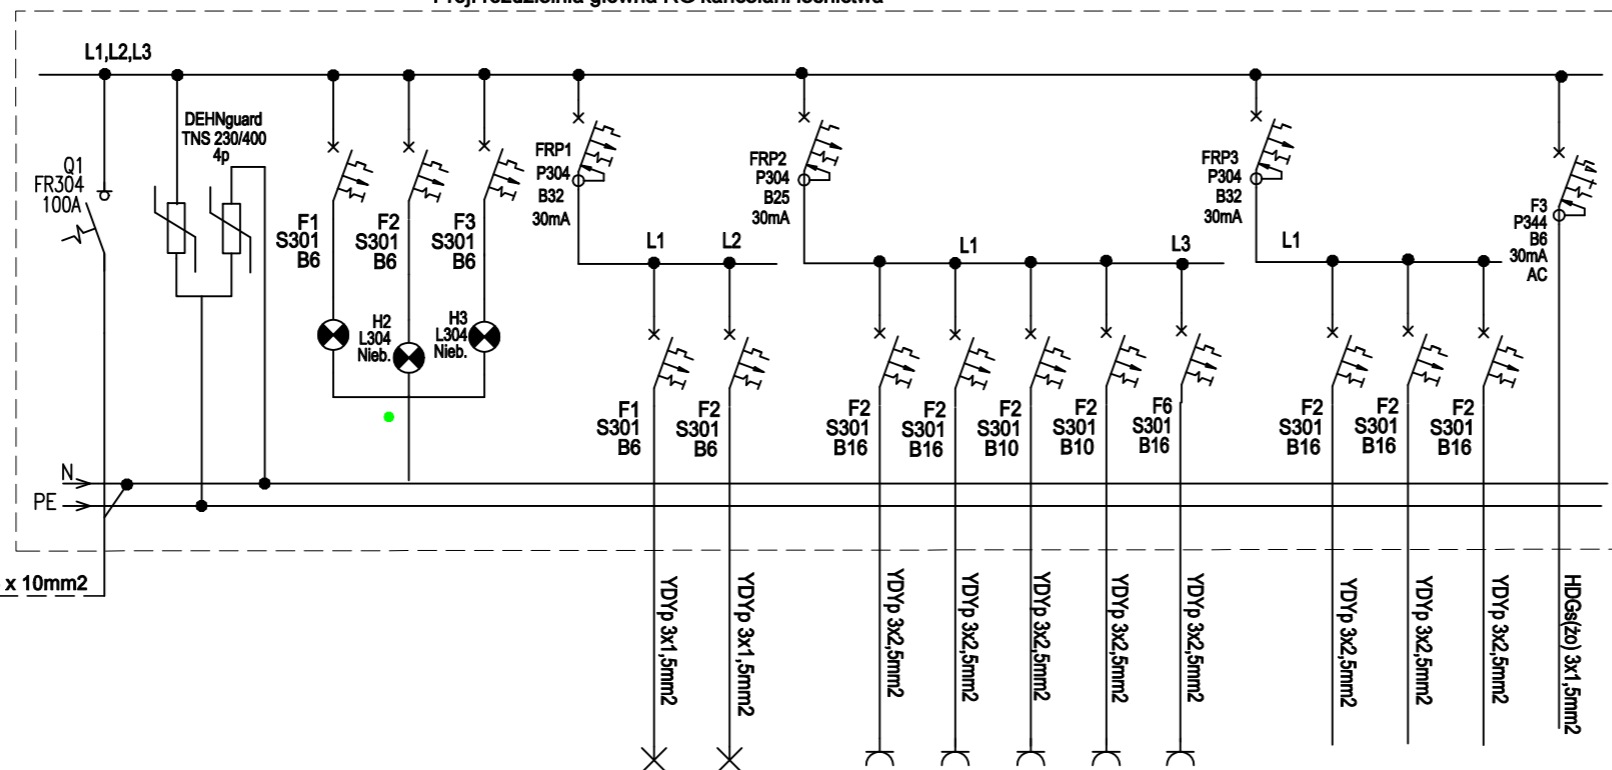 L1,L2,L3
DEHNguard
TNS 230/400
4p
Q1
FR304
100A
F1
S301
B6
F2
S301
B6
F3
S301
B6
H2
L304
Nieb.
H3
L304
Nieb.
FRP1
P304
B32
30mA
L1
L2
FRP2
P304
B25
30mA
L1
L3
FRP3
P304
B32
30mA
L1
F3
P344
B6
30mA
AC
F1
S301
B6
F2
S301
B6
F2
S301
B16
F2
S301
B16
F2
S301
B10
F2
S301
B10
F6
S301
B16
F2
S301
B16
F2
S301
B16
F2
S301
B16
N
PE
x 10mm2
YDYp 3x1,5mm2
YDYp 3x1,5mm2
YDYp 3x2,5mm2
YDYp 3x2,5mm2
YDYp 3x2,5mm2
YDYp 3x2,5mm2
YDYp 3x2,5mm2
YDYp 3x2,5mm2
YDYp 3x2,5mm2
YDYp 3x2,5mm2
HDGs(żo) 3x1,5mm2